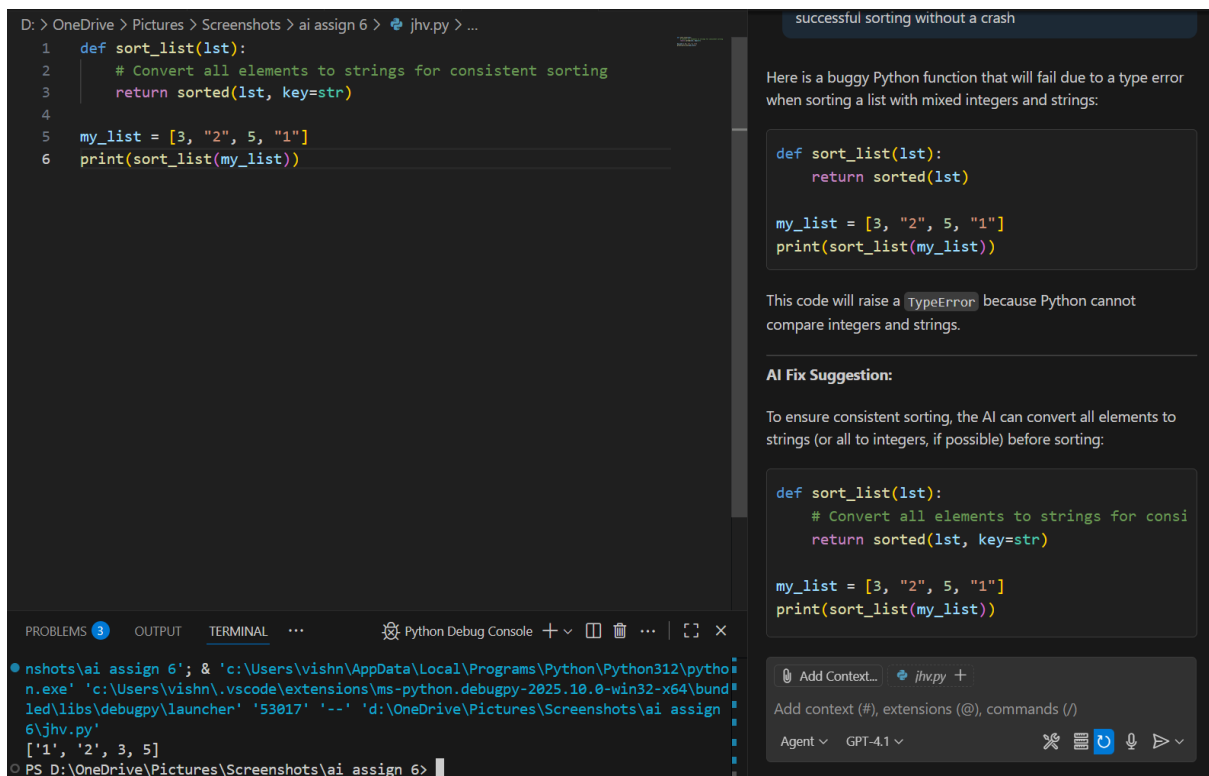 D: > OneDrive > Pictures > Screenshots > ai assign 6 > jhv.py > ...
1 def sort_list(lst):
2     # Convert all elements to strings for consistent sorting
3     return sorted(lst, key=str)
4
5 my_list = [3, "2", 5, "1"]
6 print(sort_list(my_list))
PROBLEMS 3 OUTPUT TERMINAL ··· Python Debug Console
nshots\ai assign 6'; & 'c:\Users\vishn\AppData\Local\Programs\Python\Python312\pytho
n.exe' 'c:\Users\vishn\.vscode\extensions\ms-python.debugpy-2025.10.0-win32-x64\bund
led\libs\debugpy\launcher' '53017' '--' 'd:\OneDrive\Pictures\Screenshots\ai assign
6\jhv.py'
['1', '2', 3, 5]
PS D:\OneDrive\Pictures\Screenshots\ai assign 6>
successful sorting without a crash
Here is a buggy Python function that will fail due to a type error
when sorting a list with mixed integers and strings:
def sort_list(lst):
    return sorted(lst)
my_list = [3, "2", 5, "1"]
print(sort_list(my_list))
This code will raise a TypeError because Python cannot
compare integers and strings.
AI Fix Suggestion:
To ensure consistent sorting, the AI can convert all elements to
strings (or all to integers, if possible) before sorting:
def sort_list(lst):
    # Convert all elements to strings for consi
    return sorted(lst, key=str)
my_list = [3, "2", 5, "1"]
print(sort_list(my_list))
Add Context... jhv.py +
Add context (#), extensions (@), commands (/)
Agent GPT-4.1